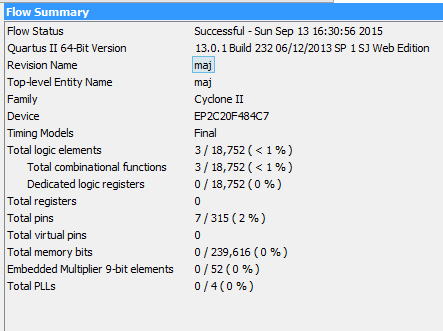 Flow Summary
Flow Status Successful - Sun Sep 13 16:30:56 2015
Quartus II 64-Bit Version 13.0.1 Build 232 06/12/2013 SP 1 SJ Web Edition
Revision Name maj
Top-level Entity Name maj
Family Cyclone II
Device EP2C20F484C7
Timing Models Final
Total logic elements 3 / 18,752 ( < 1 % )
Total combinational functions 3 / 18,752 ( < 1 % )
Dedicated logic registers 0 / 18,752 ( 0 % )
Total registers 0
Total pins 7 / 315 ( 2 % )
Total virtual pins 0
Total memory bits 0 / 239,616 ( 0 % )
Embedded Multiplier 9-bit elements 0 / 52 ( 0 % )
Total PLLs 0 / 4 ( 0 % )